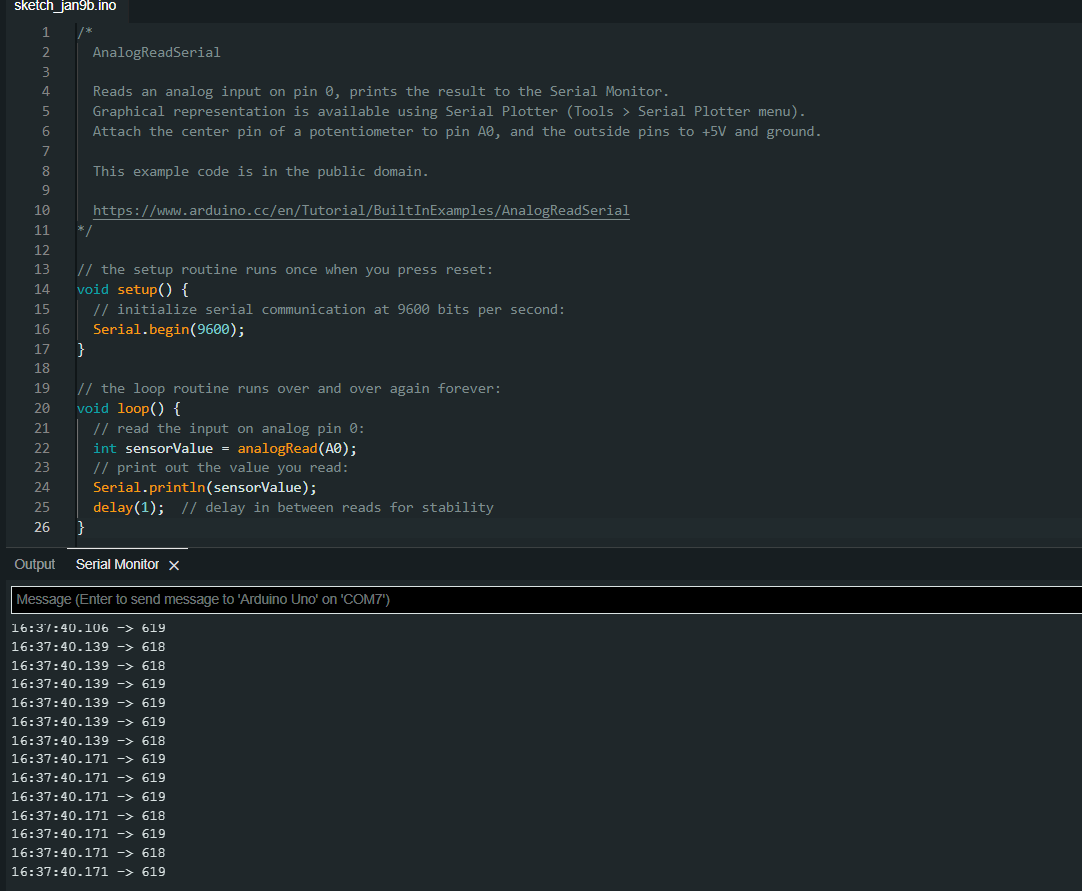 sketch_jan9b.ino
1 /*
2 AnalogReadSerial
3
4 Reads an analog input on pin 0, prints the result to the Serial Monitor.
5 Graphical representation is available using Serial Plotter (Tools > Serial Plotter menu).
6 Attach the center pin of a potentiometer to pin A0, and the outside pins to +5V and ground.
7
8 This example code is in the public domain.
9
10 https://www.arduino.cc/en/Tutorial/BuiltInExamples/AnalogReadSerial
11 */
12
13 // the setup routine runs once when you press reset:
14 void setup() {
15 // initialize serial communication at 9600 bits per second:
16 Serial.begin(9600);
17 }
18
19 // the loop routine runs over and over again forever:
20 void loop() {
21 // read the input on analog pin 0:
22 int sensorValue = analogRead(A0);
23 // print out the value you read:
24 Serial.println(sensorValue);
25 delay(1);  // delay in between reads for stability
26 }
Output Serial Monitor ×
Message (Enter to send message to 'Arduino Uno' on 'COM7')
16:37:40.106 -> 619
16:37:40.139 -> 618
16:37:40.139 -> 618
16:37:40.139 -> 619
16:37:40.139 -> 619
16:37:40.139 -> 619
16:37:40.139 -> 618
16:37:40.171 -> 619
16:37:40.171 -> 619
16:37:40.171 -> 619
16:37:40.171 -> 618
16:37:40.171 -> 619
16:37:40.171 -> 618
16:37:40.171 -> 619